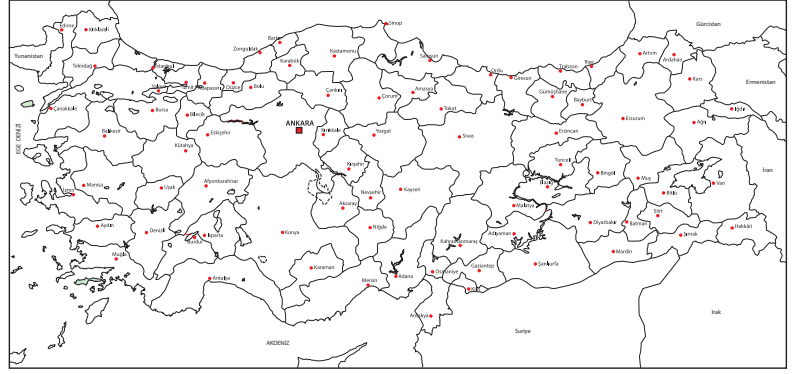 Sinop
Gürcistan
Edirne
Kırklareli
Bartın
Zonguldak
Kastamonu
Yunanistan
Samsun
Artvin
Ardahan
Tekirdağ
İstanbul
Karabük
Trabzon
Rize
Ordu
Giresun
Kars
Ermenistan
Yalova
İzmit
Adapazarı
Düzce
Bolu
Çankırı
Çorum
Amasya
Gümüşhane
Bayburt
Çanakkale
Bursa
Bilecik
Tokat
Iğdır
ANKARA
Erzurum
Ağrı
EGE DENİZİ
Balıkesir
Eskişehir
Kırıkkale
Yozgat
Sivas
Erzincan
Kütahya
Kırşehir
Tunceli
İran
Manisa
Uşak
Afyonkarahisar
Nevşehir
Kayseri
Elazığ
Bingöl
Muş
Van
İzmir
Bitlis
Aksaray
Malatya
Siirt
Aydın
Denizli
Isparta
Burdur
Konya
Niğde
Adıyaman
Diyarbakır
Batman
Şırnak
Hakkâri
Kahramanmaraş
Muğla
Mardin
Antalya
Karaman
Mersin
Adana
Osmaniye
Gaziantep
Şanlıurfa
Kilis
Antakya
Irak
Suriye
AKDENİZ